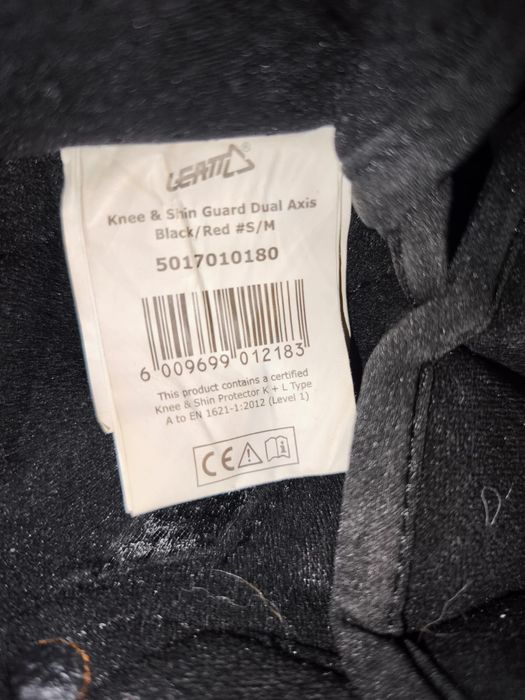 LEATT®
Knee & Shin Guard Dual Axis
Black/Red #S/M
5017010180
6 009699 012183
This product contains a certified
Knee & Shin Protector K + L Type
A to EN 1621-1:2012 (Level 1)
CE